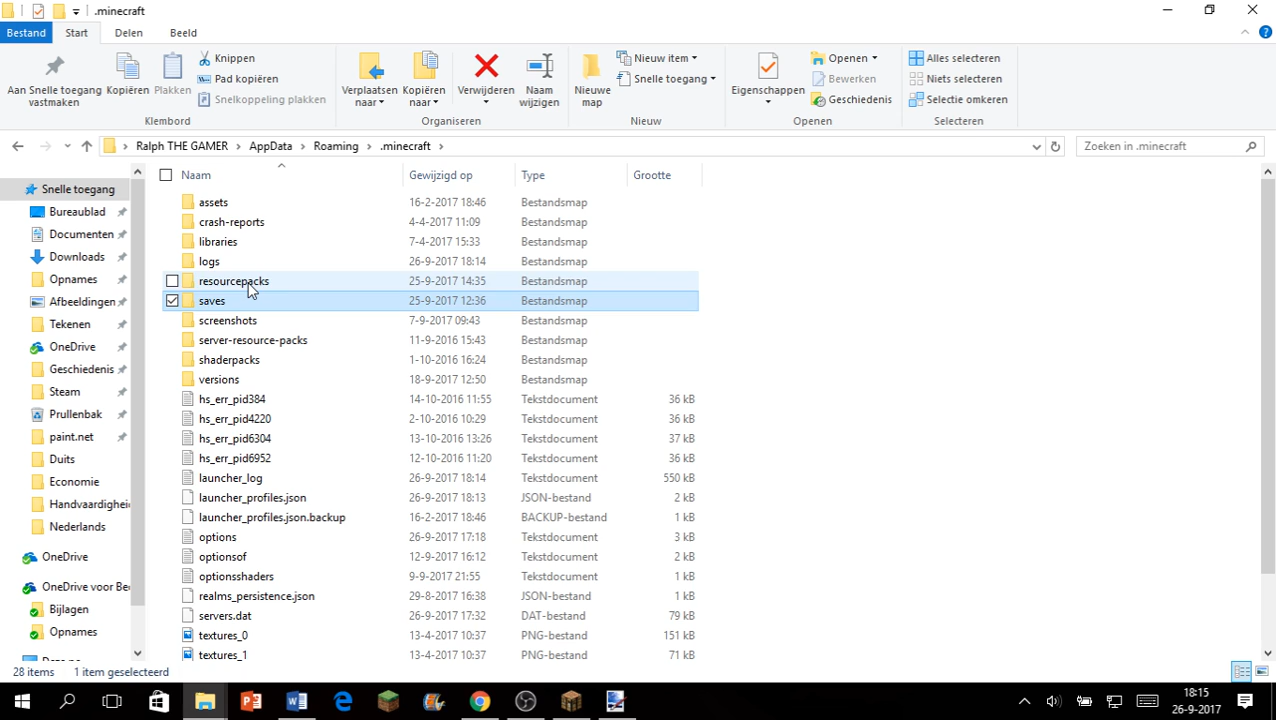 .minecraft
Bestand Start Delen Beeld
Aan Snelle toegang vastmaken
Kopiëren
Plakken
Knippen
Pad kopiëren
Snelkoppeling plakken
Klembord
Verplaatsen naar
Kopiëren naar
Verwijderen
Naam wijzigen
Organiseren
Nieuwe map
Nieuw item
Snelle toegang
Nieuw
Eigenschappen
Openen
Bewerken
Geschiedenis
Openen
Alles selecteren
Niets selecteren
Selectie omkeren
Selecteren
Ralph THE GAMER > AppData > Roaming > .minecraft >
Zoeken in .minecraft
Snelle toegang
Bureaublad
Documenten
Downloads
Opnames
Afbeeldingen
Tekenen
OneDrive
Geschiedenis
Steam
Prullenbak
paint.net
Duits
Economie
Handvaardighei
Nederlands
OneDrive
OneDrive voor Be
Bijlagen
Opnames
Naam Gewijzigd op Type Grootte
assets 16-2-2017 18:46 Bestandsmap
crash-reports 4-4-2017 11:09 Bestandsmap
libraries 7-4-2017 15:33 Bestandsmap
logs 26-9-2017 18:14 Bestandsmap
resourcepacks 25-9-2017 14:35 Bestandsmap
saves 25-9-2017 12:36 Bestandsmap
screenshots 7-9-2017 09:43 Bestandsmap
server-resource-packs 11-9-2016 15:43 Bestandsmap
shaderpacks 1-10-2016 16:24 Bestandsmap
versions 18-9-2017 12:50 Bestandsmap
hs_err_pid384 14-10-2016 11:55 Tekstdocument 36 kB
hs_err_pid4220 2-10-2016 10:29 Tekstdocument 36 kB
hs_err_pid6304 13-10-2016 13:26 Tekstdocument 37 kB
hs_err_pid6952 12-10-2016 11:20 Tekstdocument 36 kB
launcher_log 26-9-2017 18:14 Tekstdocument 550 kB
launcher_profiles.json 26-9-2017 18:13 JSON-bestand 2 kB
launcher_profiles.json.backup 16-2-2017 18:46 BACKUP-bestand 1 kB
options 26-9-2017 17:18 Tekstdocument 3 kB
optionsof 12-9-2017 16:12 Tekstdocument 2 kB
optionsshaders 9-9-2017 21:55 Tekstdocument 1 kB
realms_persistence.json 29-8-2017 16:38 JSON-bestand 1 kB
servers.dat 26-9-2017 17:32 DAT-bestand 79 kB
textures_0 13-4-2017 10:37 PNG-bestand 151 kB
textures_1 13-4-2017 10:37 PNG-bestand 71 kB
28 items 1 item geselecteerd
18:15
26-9-2017